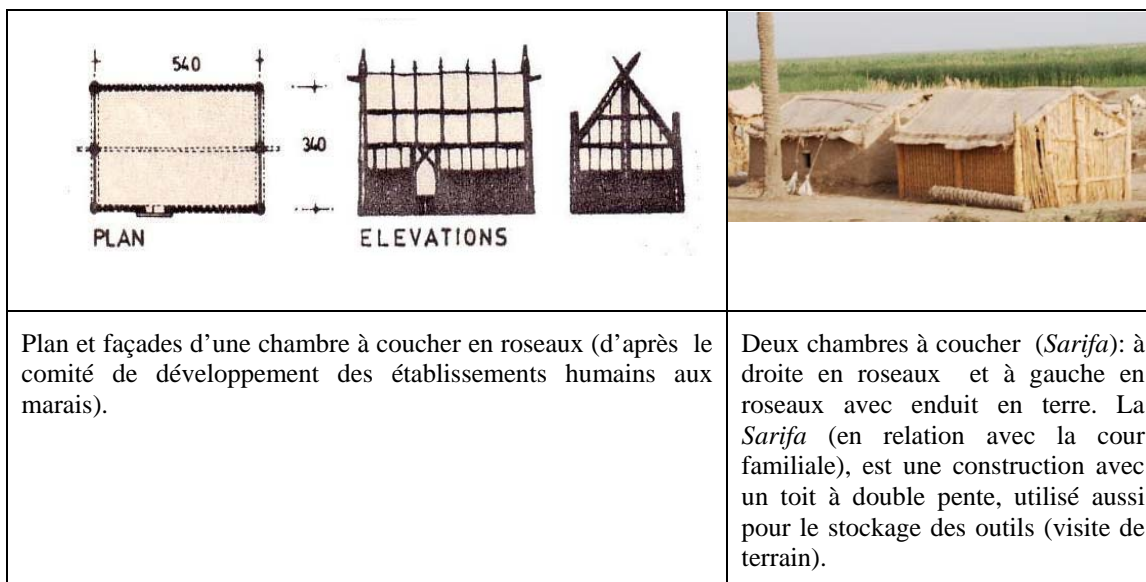 540
340
PLAN
ELEVATIONS
Plan et façades d’une chambre à coucher en roseaux (d’après le
comité de développement des établissements humains aux
marais).
Deux chambres à coucher (Sarifa): à
droite en roseaux et à gauche en
roseaux avec enduit en terre. La
Sarifa (en relation avec la cour
familiale), est une construction avec
un toit à double pente, utilisé aussi
pour le stockage des outils (visite de
terrain).